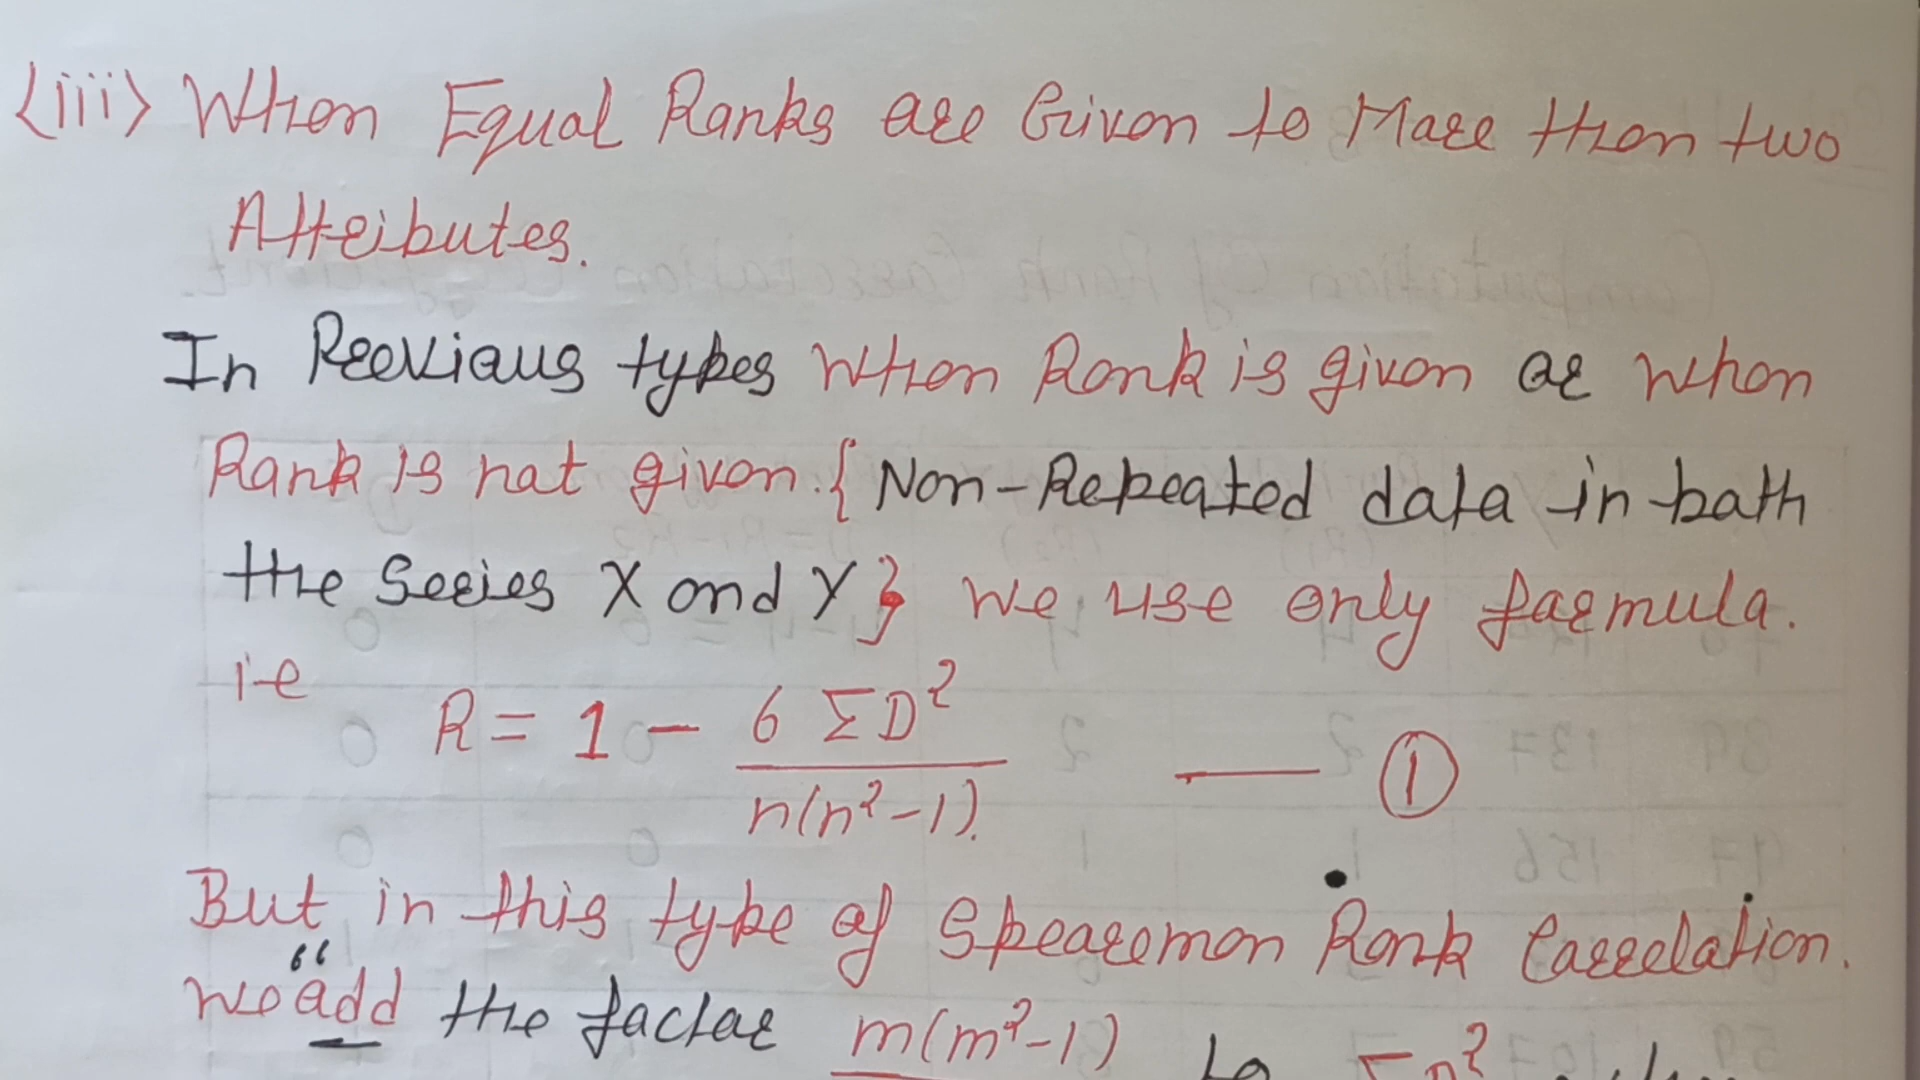 (iii) When Equal Ranks are Given to More than two
Attributes.
In Previous types when Rank is given or when
Rank is not given. { Non-Repeated data in both
the Series X and Y } we use only formula.
i-e
R = 1 - 6 ΣD² / n(n²-1). — ①
But in this type of Spearman Rank Correlation.
we “add the factor m(m²-1) to